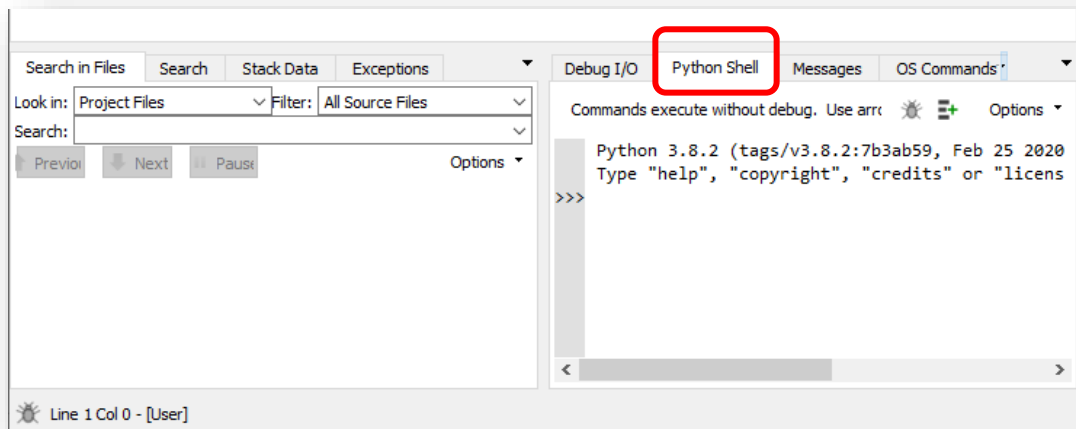 Search in Files Search Stack Data Exceptions
Look in: Project Files Filter: All Source Files
Search:
Previou Next Pause
Options
Debug I/O Python Shell Messages OS Commands
Commands execute without debug. Use arrc Options
Python 3.8.2 (tags/v3.8.2:7b3ab59, Feb 25 2020
Type "help", "copyright", "credits" or "licens
>>>
Line 1 Col 0 - [User]